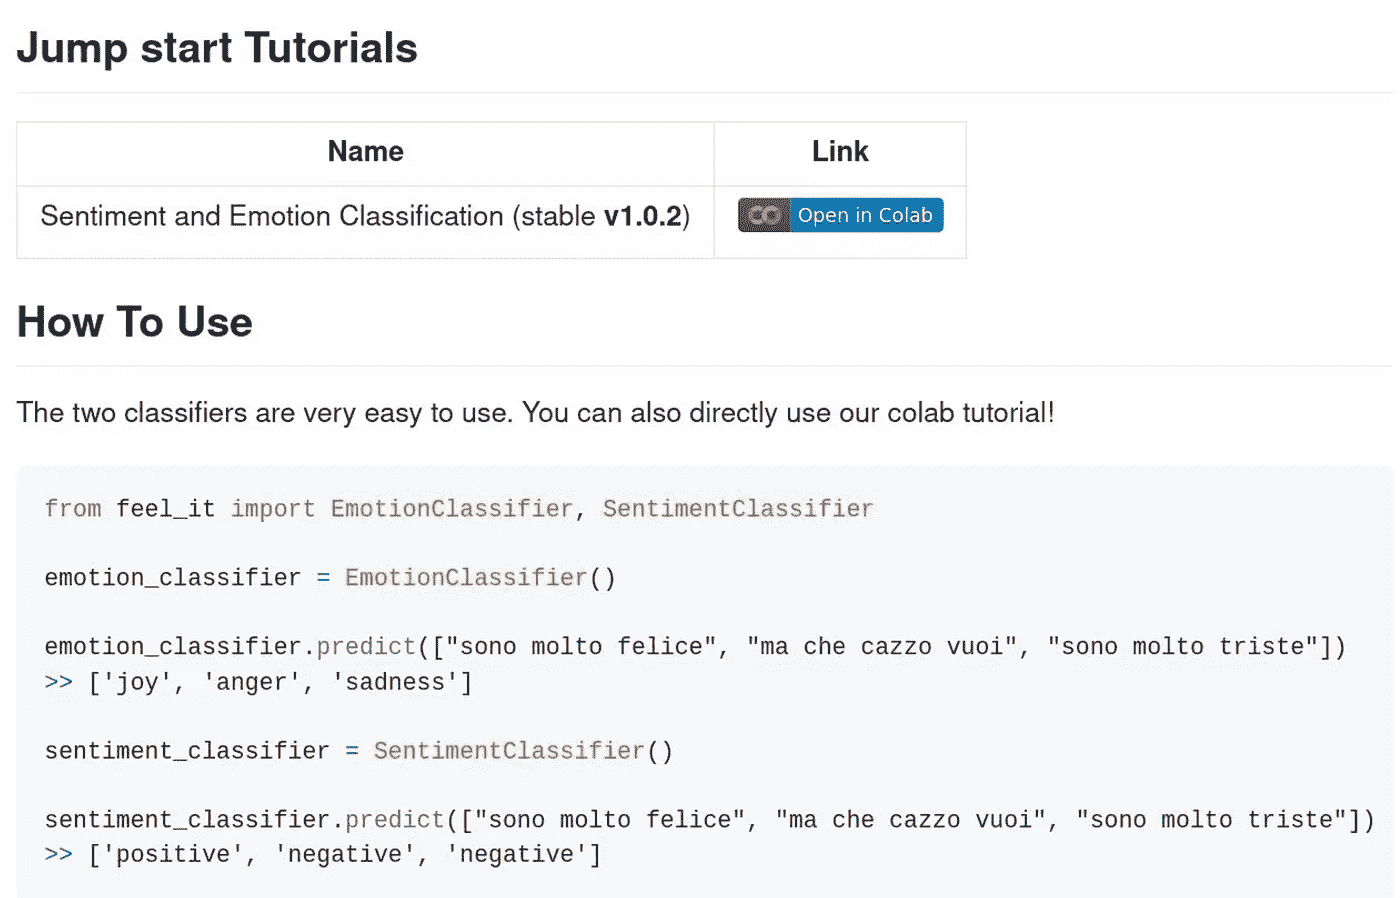 Jump start Tutorials
Name Link
Sentiment and Emotion Classification (stable v1.0.2) Open in Colab
How To Use
The two classifiers are very easy to use. You can also directly use our colab tutorial!
from feel_it import EmotionClassifier, SentimentClassifier
emotion_classifier = EmotionClassifier()
emotion_classifier.predict(["sono molto felice", "ma che cazzo vuoi", "sono molto triste"])
>> ['joy', 'anger', 'sadness']
sentiment_classifier = SentimentClassifier()
sentiment_classifier.predict(["sono molto felice", "ma che cazzo vuoi", "sono molto triste"])
>> ['positive', 'negative', 'negative']